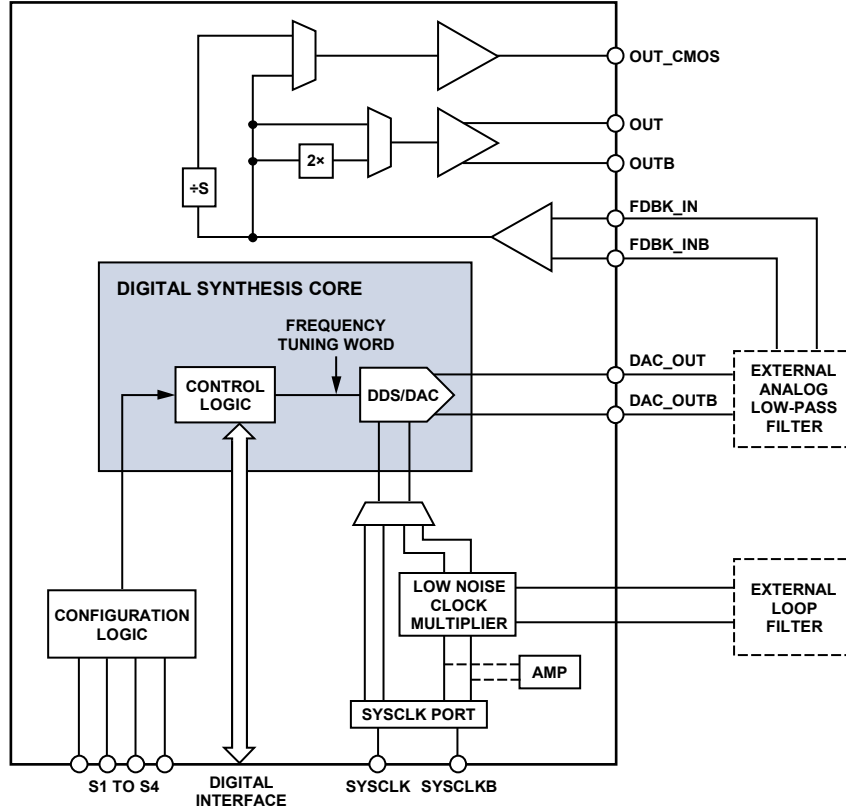 OUT_CMOS
OUT
2×
OUTB
÷S
FDBK_IN
FDBK_INB
DIGITAL SYNTHESIS CORE
FREQUENCY
TUNING WORD
CONTROL
LOGIC
DDS/DAC
DAC_OUT
DAC_OUTB
EXTERNAL
ANALOG
LOW-PASS
FILTER
CONFIGURATION
LOGIC
LOW NOISE
CLOCK
MULTIPLIER
EXTERNAL
LOOP
FILTER
AMP
SYSCLK PORT
S1 TO S4
DIGITAL
INTERFACE
SYSCLK
SYSCLKB